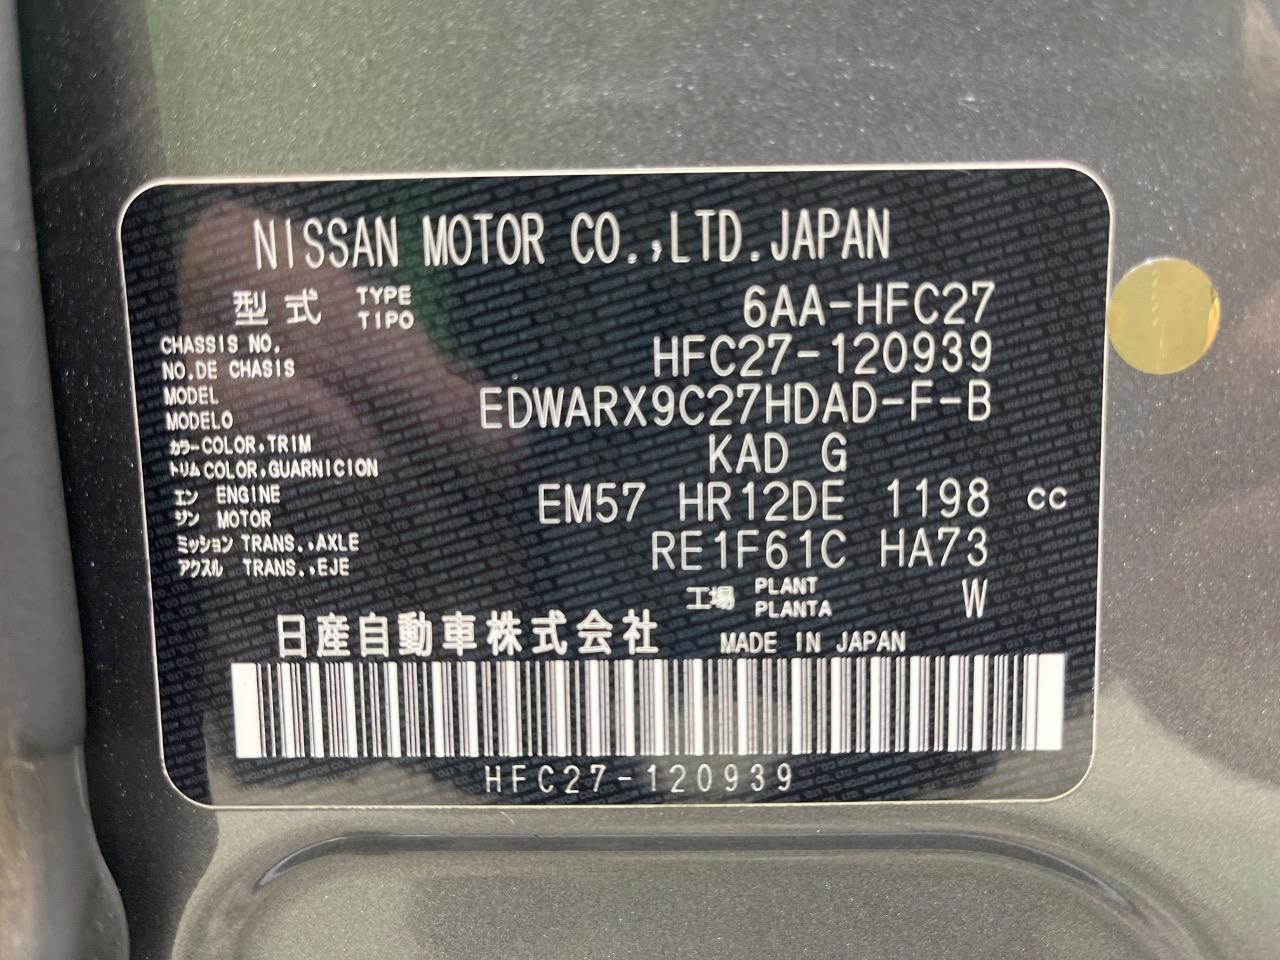 NISSAN MOTOR CO.,LTD.JAPAN
型式 TYPE TIPO 6AA-HFC27
CHASSIS NO. NO.DE CHASIS HFC27-120939
MODEL MODELO EDWARX9C27HDAD-F-B
カラー COLOR,TRIM KAD G
トリム COLOR,GUARNICION
エン ENGINE EM57 HR12DE 1198 cc
ジン MOTOR
ミッション TRANS.,AXLE RE1F61C HA73
アクスル TRANS.,EJE
工場 PLANT PLANTA W
日産自動車株式会社 MADE IN JAPAN
HFC27-120939